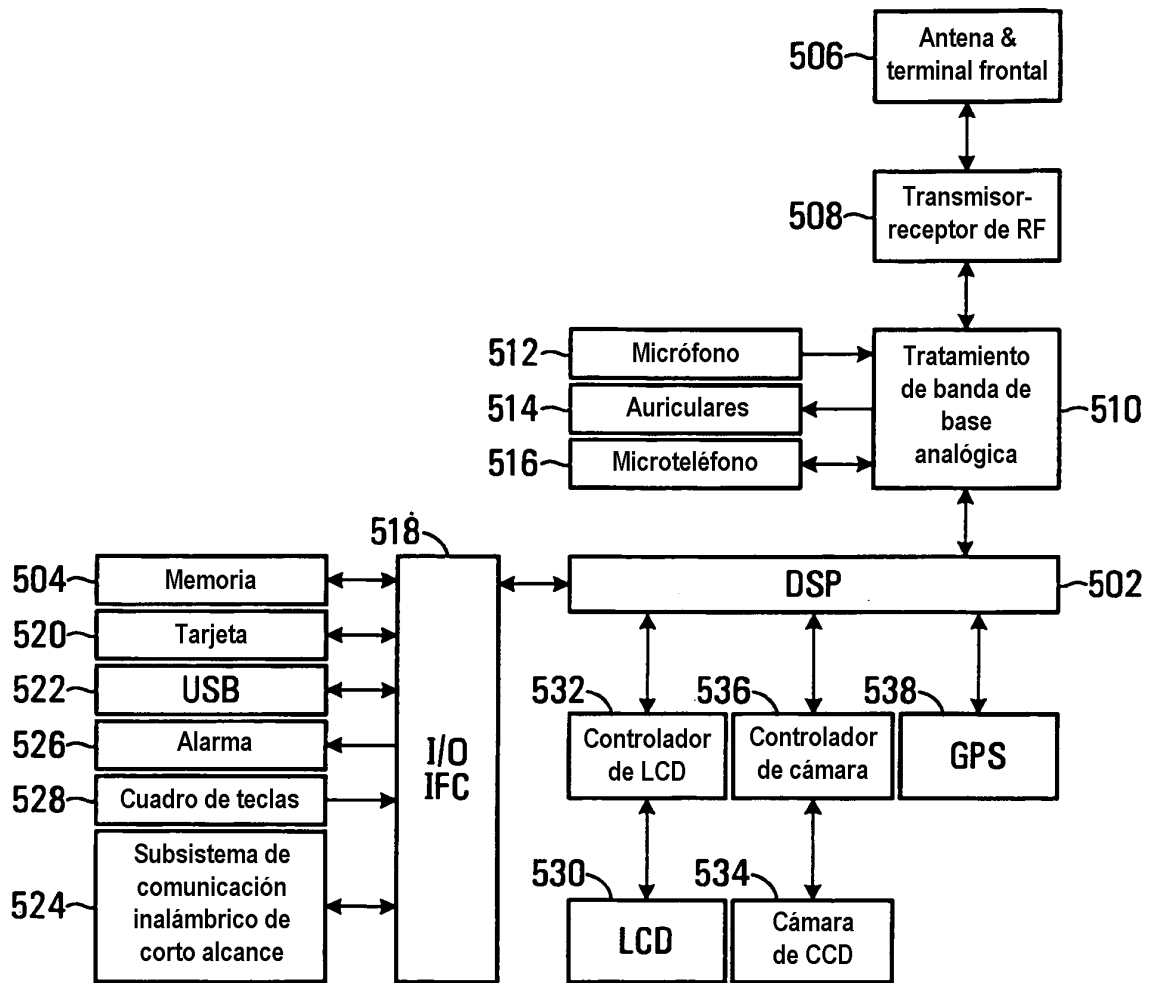 506
Antena &
terminal frontal
508
Transmisor-
receptor de RF
512
Micrófono
514
Auriculares
516
Microteléfono
Tratamiento
de banda de
base
analógica
510
518
504
Memoria
520
Tarjeta
522
USB
526
Alarma
528
Cuadro de teclas
524
Subsistema de
comunicación
inalámbrico de
corto alcance
I/O
IFC
DSP
502
532
Controlador
de LCD
536
Controlador
de cámara
538
GPS
530
LCD
534
Cámara
de CCD